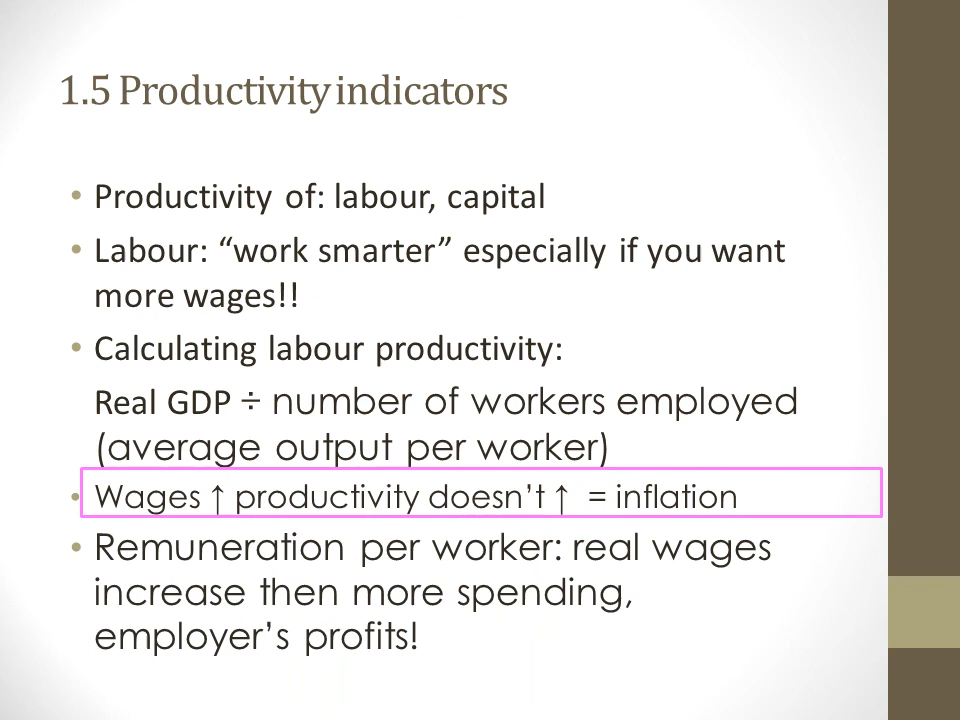 1.5 Productivity indicators
• Productivity of: labour, capital
• Labour: “work smarter” especially if you want
more wages!!
• Calculating labour productivity:
Real GDP ÷ number of workers employed
(average output per worker)
• Wages ↑ productivity doesn’t ↑ = inflation
• Remuneration per worker: real wages
increase then more spending,
employer’s profits!